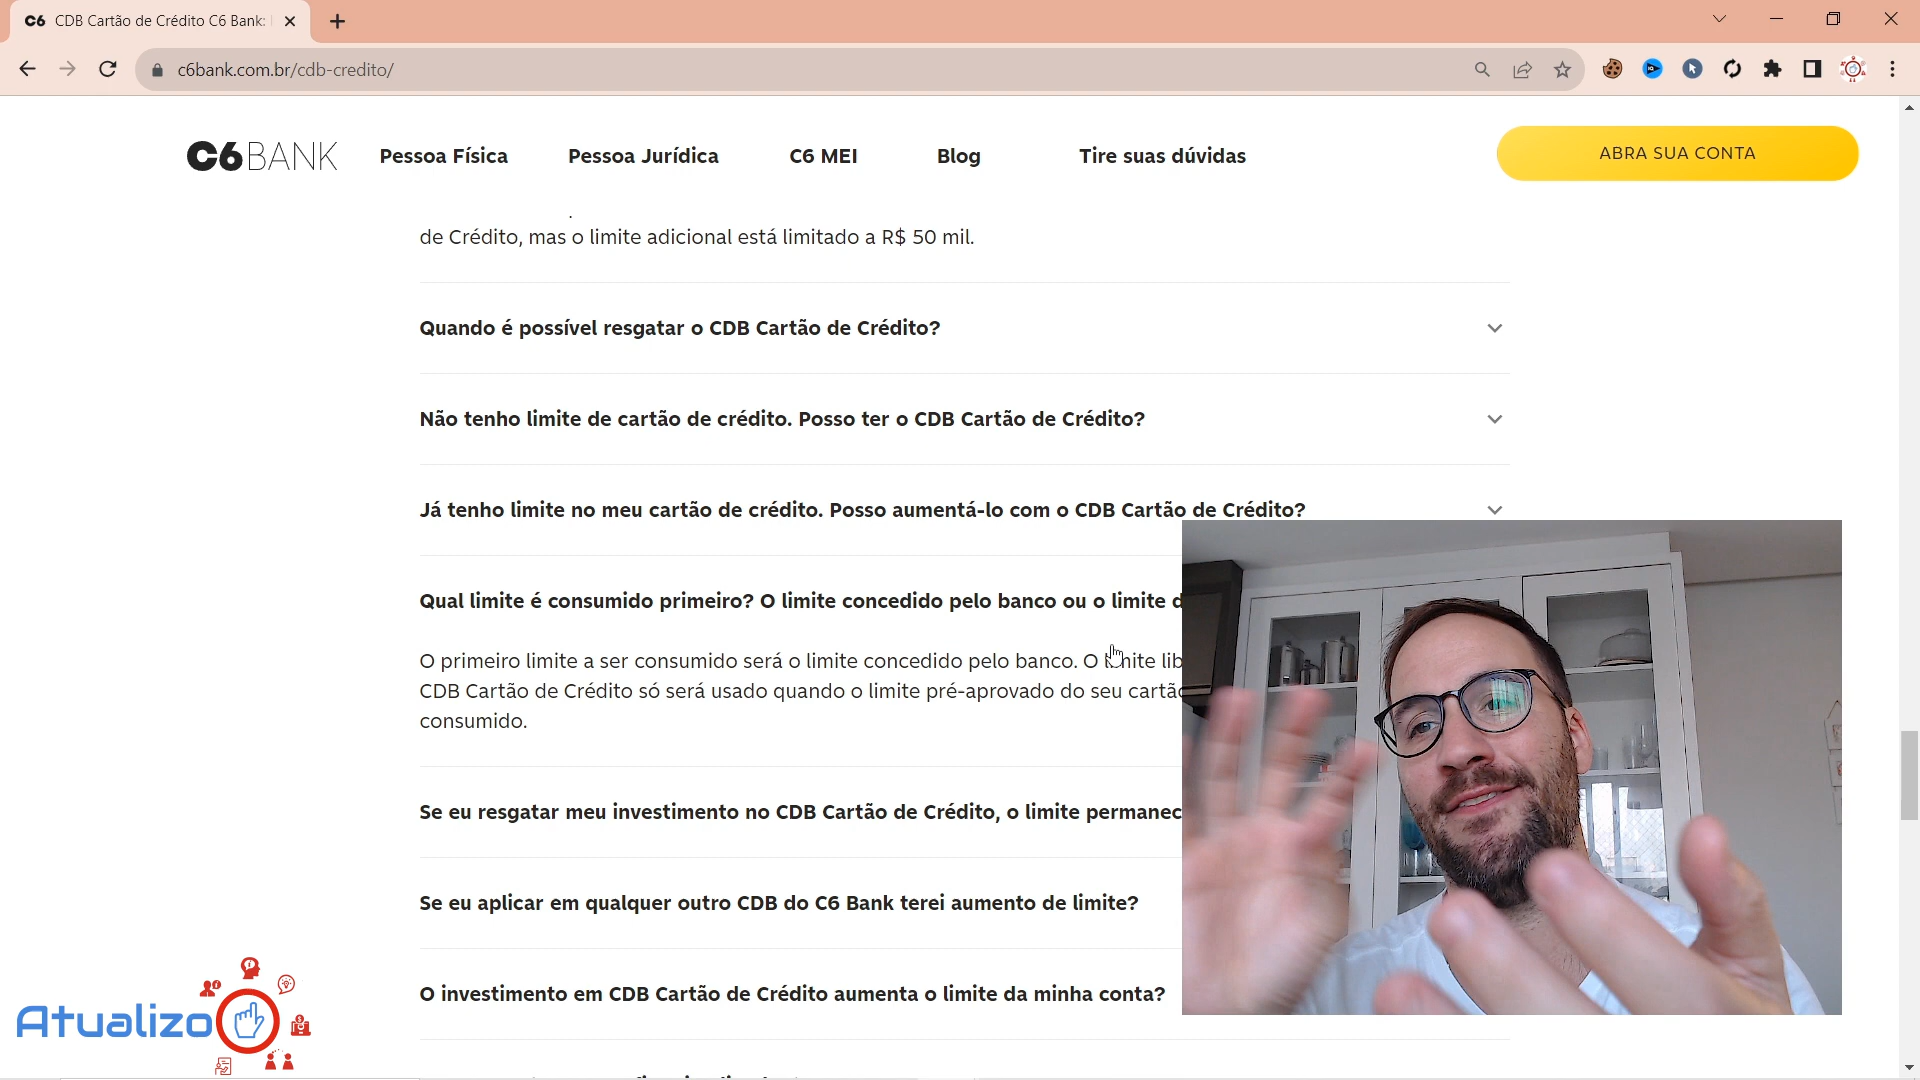 C6 CDB Cartão de Crédito C6 Bank:
c6bank.com.br/cdb-credito/
C6BANK
Pessoa Física
Pessoa Jurídica
C6 MEI
Blog
Tire suas dúvidas
ABRA SUA CONTA
de Crédito, mas o limite adicional está limitado a R$ 50 mil.
Quando é possível resgatar o CDB Cartão de Crédito?
Não tenho limite de cartão de crédito. Posso ter o CDB Cartão de Crédito?
Já tenho limite no meu cartão de crédito. Posso aumentá-lo com o CDB Cartão de Crédito?
Qual limite é consumido primeiro? O limite concedido pelo banco ou o limite d
O primeiro limite a ser consumido será o limite concedido pelo banco. O limite lib
CDB Cartão de Crédito só será usado quando o limite pré-aprovado do seu cartão
consumido.
Se eu resgatar meu investimento no CDB Cartão de Crédito, o limite permanec
Se eu aplicar em qualquer outro CDB do C6 Bank terei aumento de limite?
O investimento em CDB Cartão de Crédito aumenta o limite da minha conta?
Atualizo